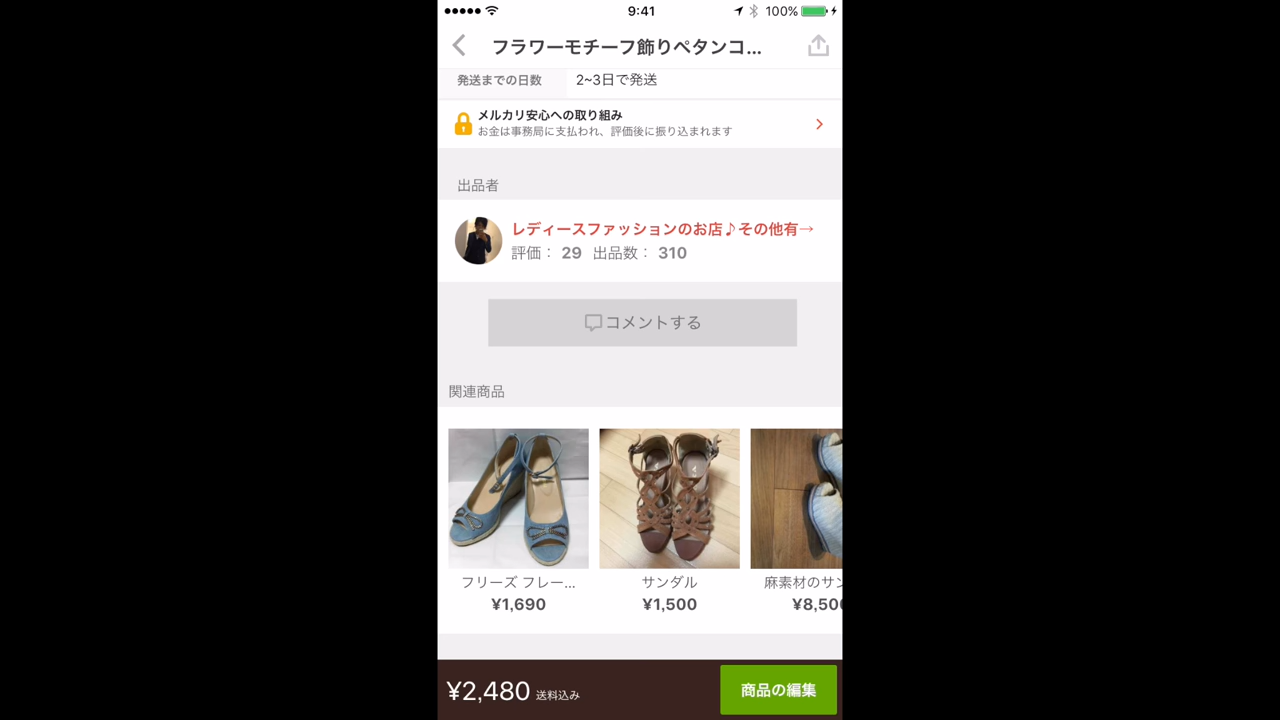 9:41
100%
フラワーモチーフ飾りペタンコ...
発送までの日数
2~3日で発送
メルカリ安心への取り組み
お金は事務局に支払われ、評価後に振り込まれます
出品者
レディースファッションのお店♪その他有→
評価： 29 出品数： 310
コメントする
関連商品
フリーズ フレー...
¥1,690
サンダル
¥1,500
麻素材のサン
¥8,500
¥2,480 送料込み
商品の編集